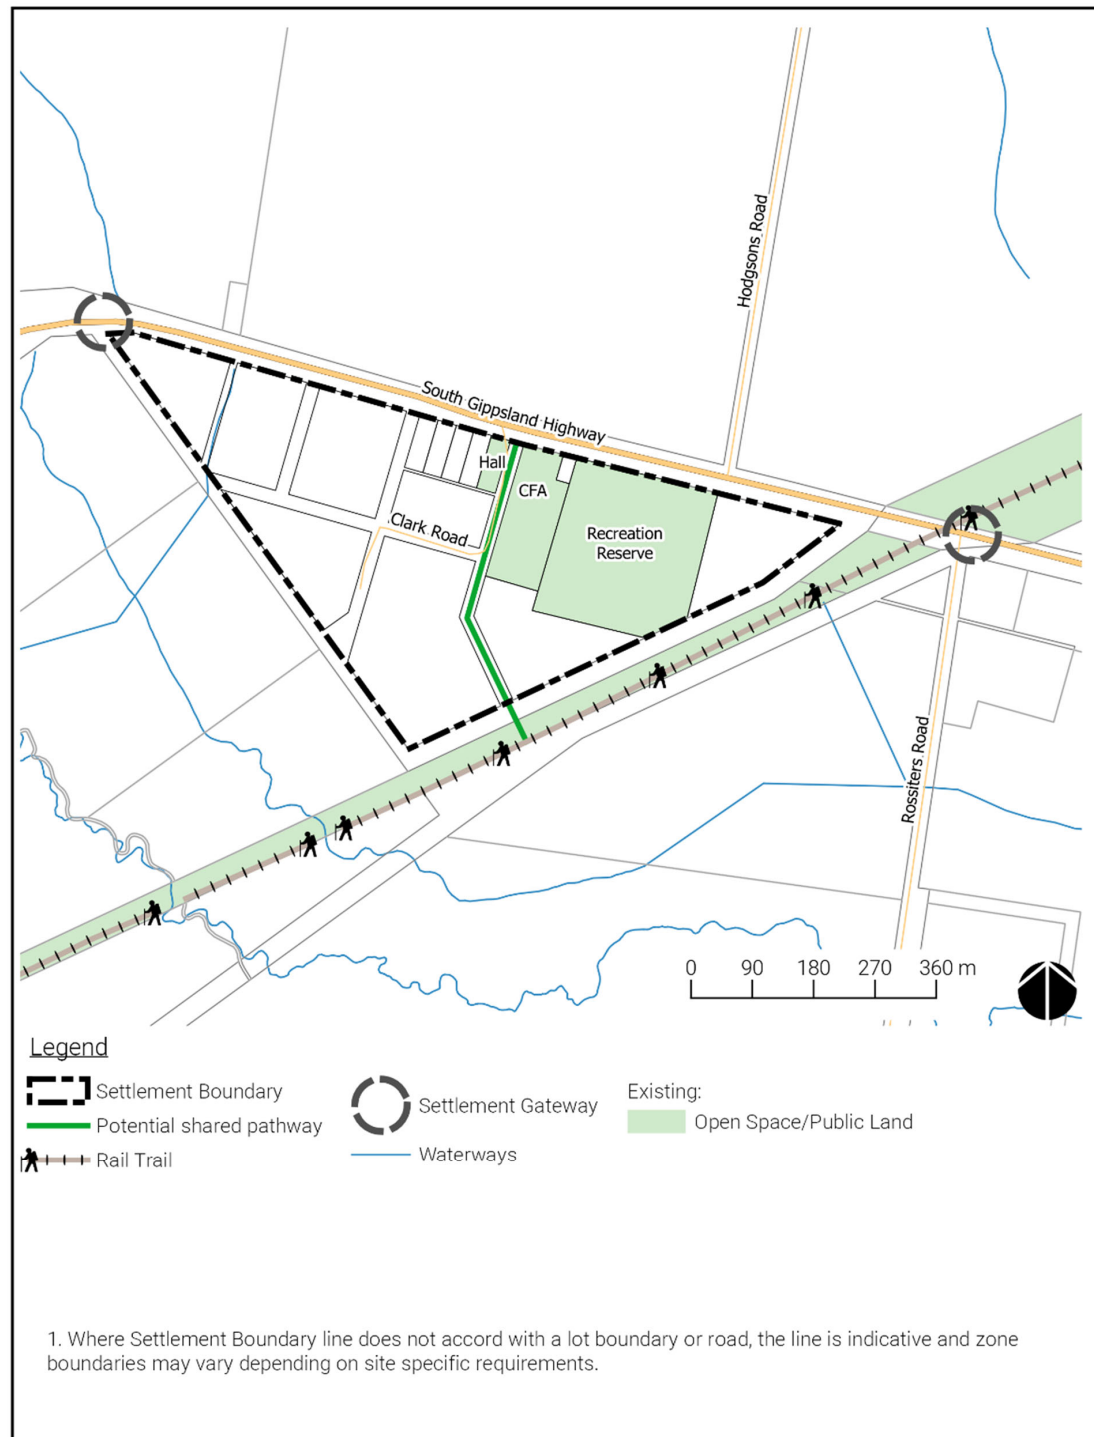 Hodgsons Road
South Gippsland Highway
Hall
CFA
Clark Road
Recreation
Reserve
Rossiters Road
0 90 180 270 360 m
Legend
Settlement Boundary
Potential shared pathway
Rail Trail
Settlement Gateway
Waterways
Existing:
Open Space/Public Land
1. Where Settlement Boundary line does not accord with a lot boundary or road, the line is indicative and zone
boundaries may vary depending on site specific requirements.